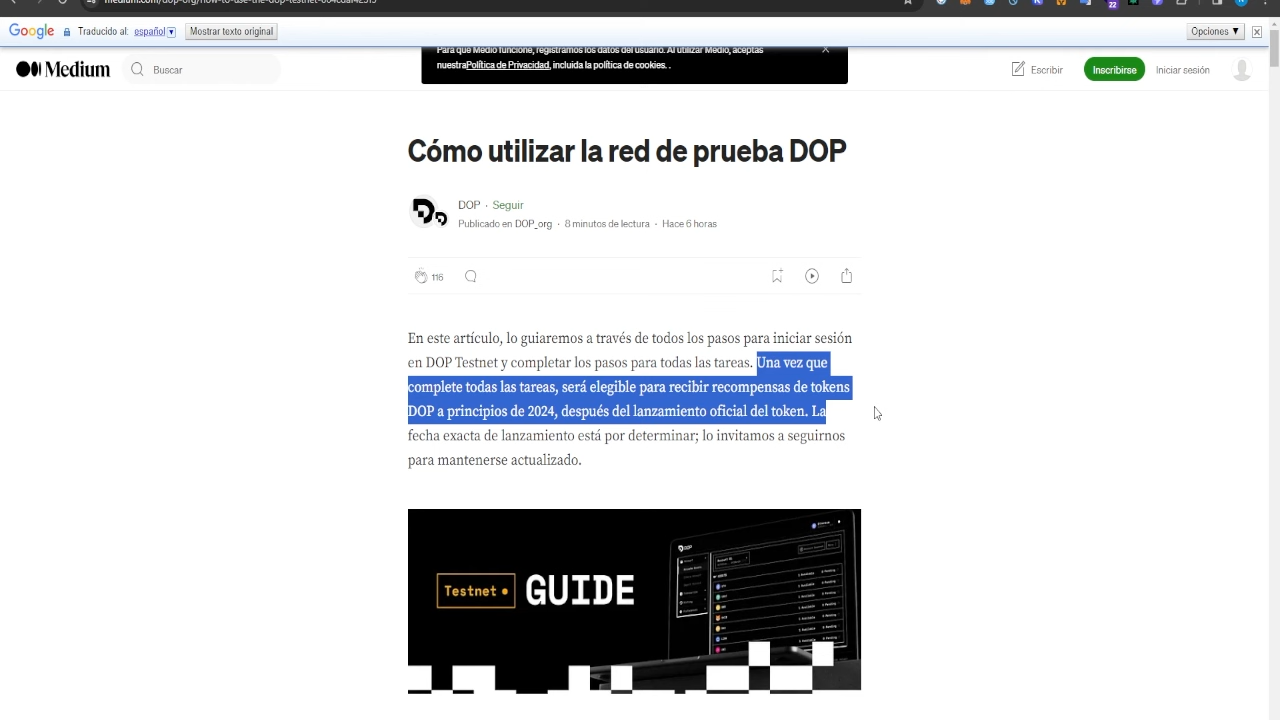 Google Traducido al: español Mostrar texto original Opciones ▼
Para que Medio funcione, registramos los datos del usuario. Al utilizar Medio, aceptas
nuestraPolítica de Privacidad, incluida la política de cookies. .
Medium Buscar Escribir Inscribirse Iniciar sesión
Cómo utilizar la red de prueba DOP
DOP · Seguir
Publicado en DOP_org · 8 minutos de lectura · Hace 6 horas
116
En este artículo, lo guiaremos a través de todos los pasos para iniciar sesión
en DOP Testnet y completar los pasos para todas las tareas. Una vez que
complete todas las tareas, será elegible para recibir recompensas de tokens
DOP a principios de 2024, después del lanzamiento oficial del token. La
fecha exacta de lanzamiento está por determinar; lo invitamos a seguirnos
para mantenerse actualizado.
Testnet GUIDE